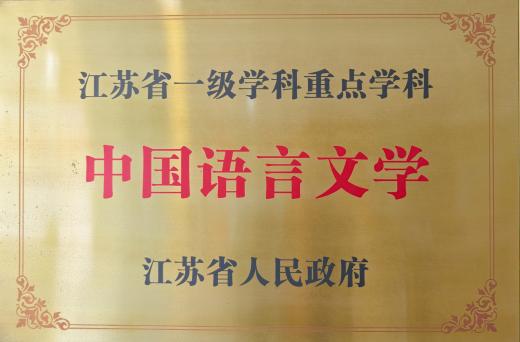 江苏省一级学科重点学科
中国语言文学
江苏省人民政府